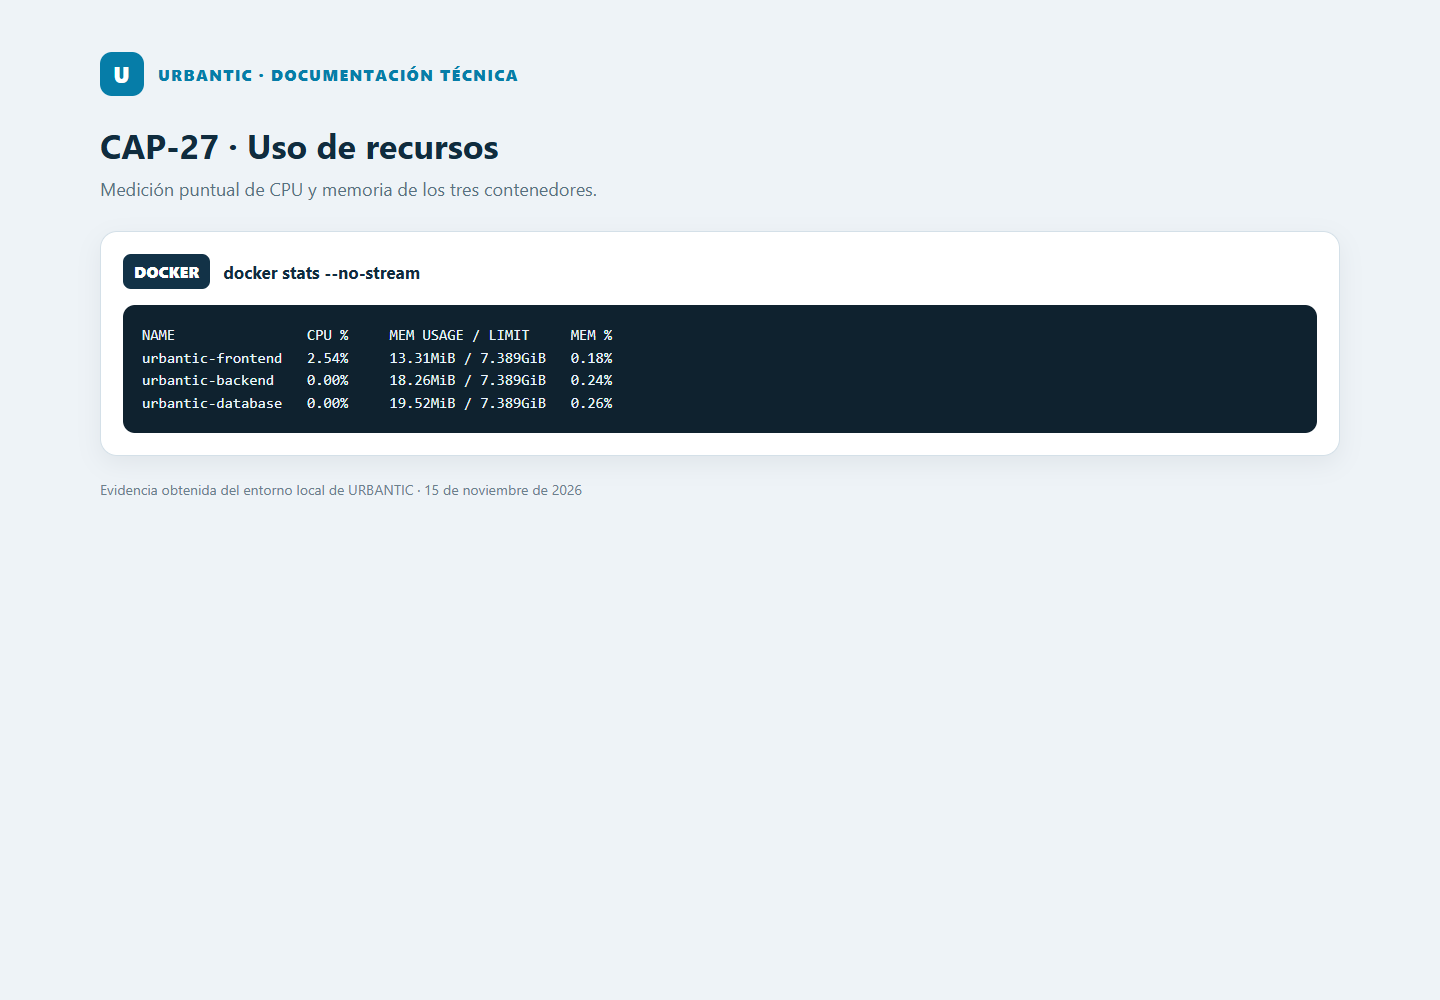 U URBANTIC · DOCUMENTACIÓN TÉCNICA
CAP-27 · Uso de recursos
Medición puntual de CPU y memoria de los tres contenedores.
DOCKER docker stats --no-stream
NAME CPU % MEM USAGE / LIMIT MEM %
urbantic-frontend 2.54% 13.31MiB / 7.389GiB 0.18%
urbantic-backend 0.00% 18.26MiB / 7.389GiB 0.24%
urbantic-database 0.00% 19.52MiB / 7.389GiB 0.26%
Evidencia obtenida del entorno local de URBANTIC · 15 de noviembre de 2026